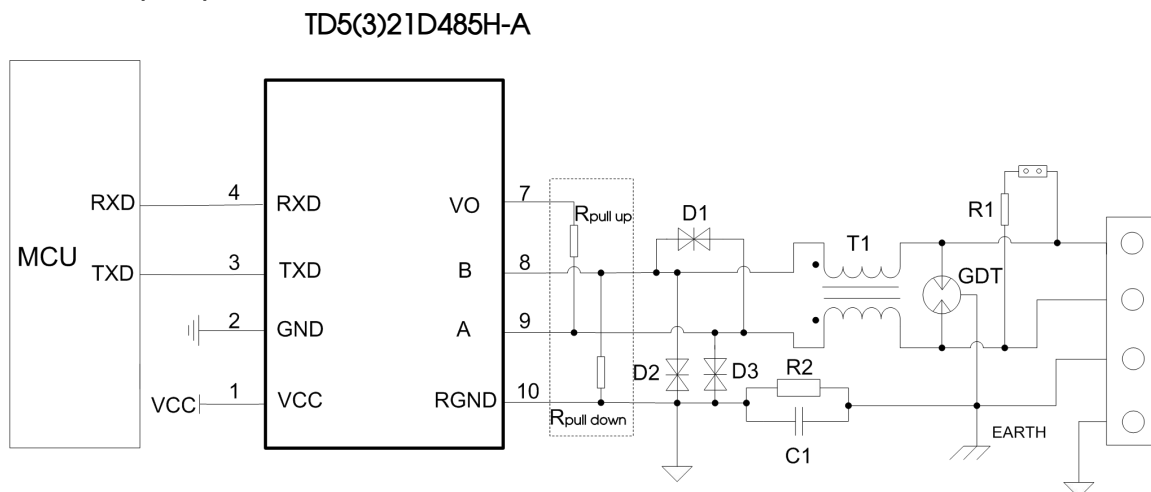 TD5(3)21D485H-A
MCU
RXD
TXD
4
3
2
1
RXD
TXD
GND
VCC
VCC
VO
B
A
RGND
7
8
9
10
Rpull up
Rpull down
D1
D2
D3
T1
R2
C1
GDT
R1
EARTH